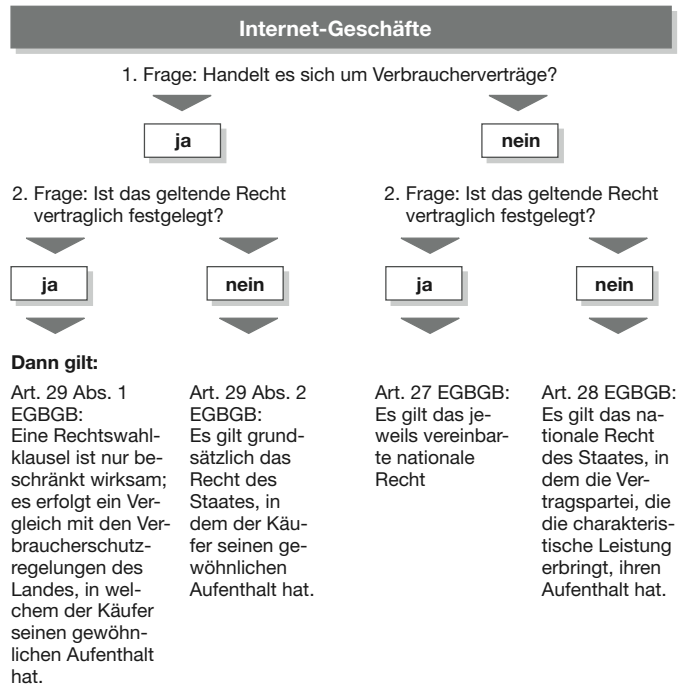 Internet-Geschäfte
1. Frage: Handelt es sich um Verbraucherverträge?
ja
nein
2. Frage: Ist das geltende Recht
vertraglich festgelegt?
2. Frage: Ist das geltende Recht
vertraglich festgelegt?
ja
nein
ja
nein
Dann gilt:
Art. 29 Abs. 1
EGBGB:
Eine Rechtswahl-
klausel ist nur be-
schränkt wirksam;
es erfolgt ein Ver-
gleich mit den Ver-
braucherschutz-
regelungen des
Landes, in wel-
chem der Käufer
seinen gewöhn-
lichen Aufenthalt
hat.
Art. 29 Abs. 2
EGBGB:
Es gilt grund-
sätzlich das
Recht des
Staates, in
dem der Käu-
fer seinen ge-
wöhnlichen
Aufenthalt hat.
Art. 27 EGBGB:
Es gilt das je-
weils vereinbar-
te nationale
Recht
Art. 28 EGBGB:
Es gilt das na-
tionale Recht
des Staates, in
dem die Ver-
tragspartei, die
die charakteris-
tische Leistung
erbringt, ihren
Aufenthalt hat.